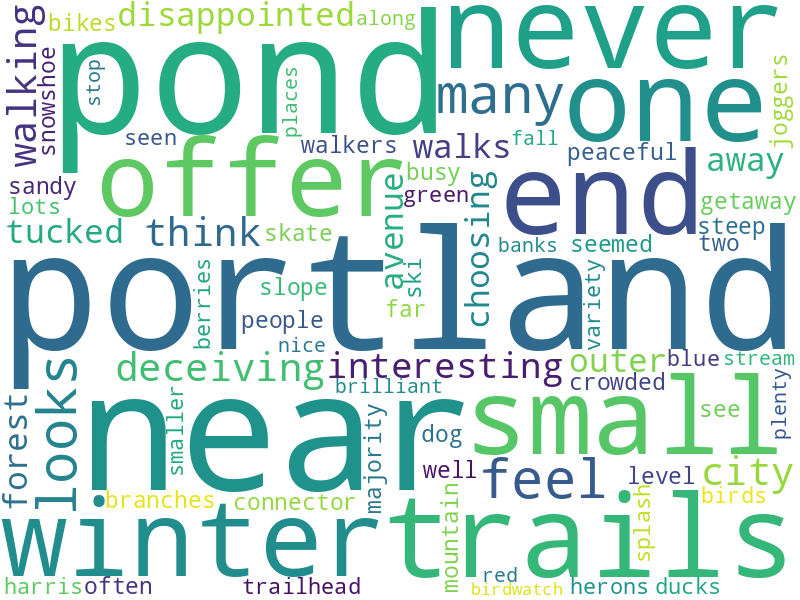 walking
bikes
disappointed
along
never
pond
stop
snowshoe
places
many
one
joggers
seen
walkers
walks
fall
peaceful
offer
busy
away
sandy
avenue
green
end
getaway
lots
choosing
tucked
think
skate
steep
banks
seemed
two
portland
berries
slope
ski
variety
far
people
nice
deceiving
interesting
outer
blue
stream
looks
near
brilliant
crowded
plenty
forest
smaller
majority
dog
small
see
well
feel
level
city
branches
connector
mountain
splash
birds
winter
trails
harris
often
trailhead
red
birdwatch
herons
ducks